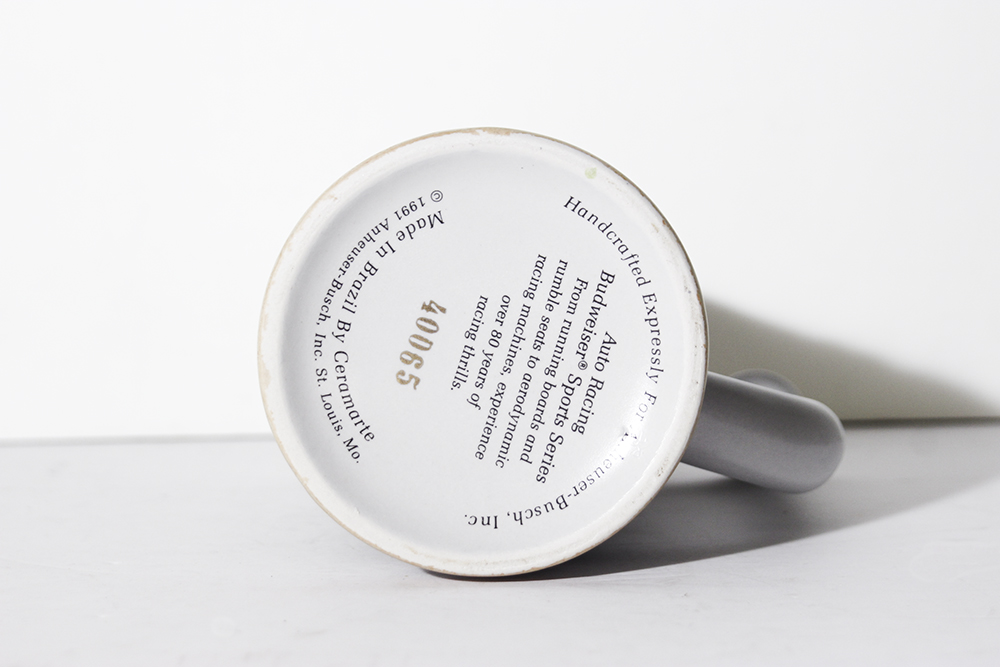 Handcrafted Expressly For Anheuser-Busch, Inc.
Auto Racing
Budweiser® Sports Series
From running boards and
rumble seats to aerodynamic
racing machines, experience
over 80 years of
racing thrills.
40065
Made In Brazil By Ceramarte
© 1991 Anheuser-Busch, Inc. St. Louis, Mo.